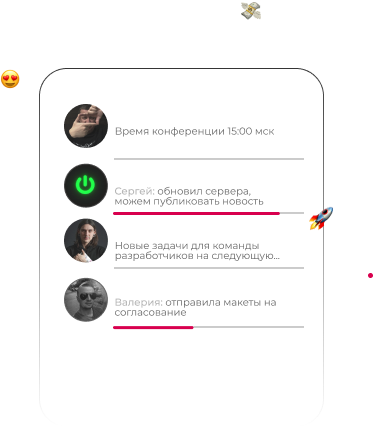 Время конференции 15:00 мск
Сергей: обновил сервера,
можем публиковать новость
Новые задачи для команды
разработчиков на следующую...
Валерия: отправила макеты на
согласование